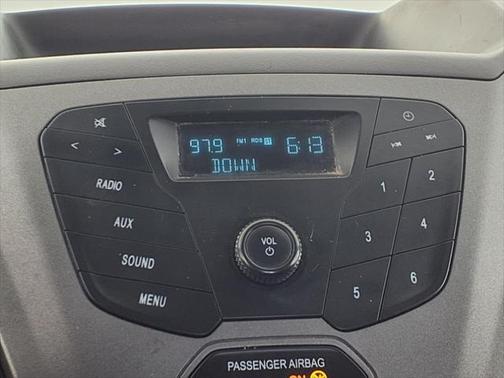 97.9 FM1 RDS 6:13
DOWN
< >
RADIO
AUX
SOUND
MENU
VOL
1 2
3 4
5 6
PASSENGER AIRBAG
ON